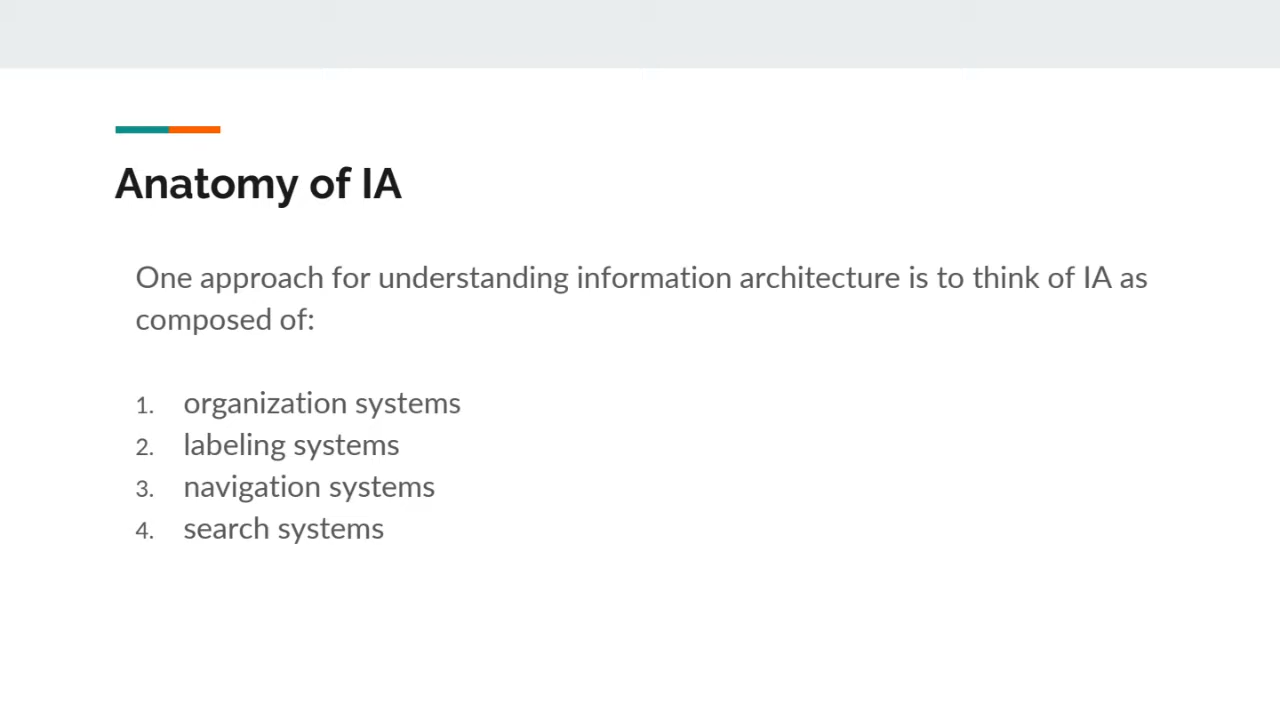 Anatomy of IA
One approach for understanding information architecture is to think of IA as
composed of:
1. organization systems
2. labeling systems
3. navigation systems
4. search systems